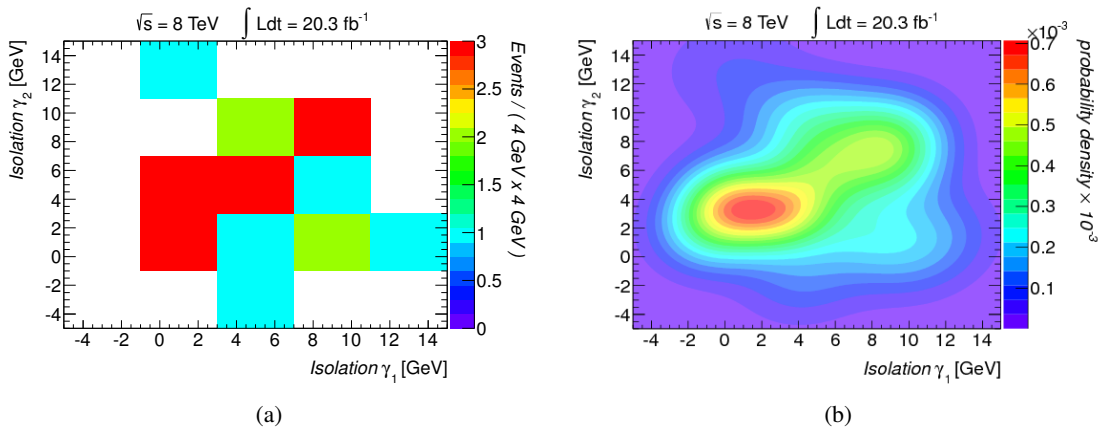 √s = 8 TeV ∫ Ldt = 20.3 fb⁻¹
Isolation γ₂ [GeV]
14
12
10
8
6
4
2
0
-2
-4
-4 -2 0 2 4 6 8 10 12 14
Isolation γ₁ [GeV]
3
2.5
2
1.5
1
0.5
0
Events / ( 4 GeV x 4 GeV )
(a)
√s = 8 TeV ∫ Ldt = 20.3 fb⁻¹
Isolation γ₂ [GeV]
14
12
10
8
6
4
2
0
-2
-4
-4 -2 0 2 4 6 8 10 12 14
Isolation γ₁ [GeV]
×10⁻³
0.7
0.6
0.5
0.4
0.3
0.2
0.1
probability density × 10⁻³
(b)